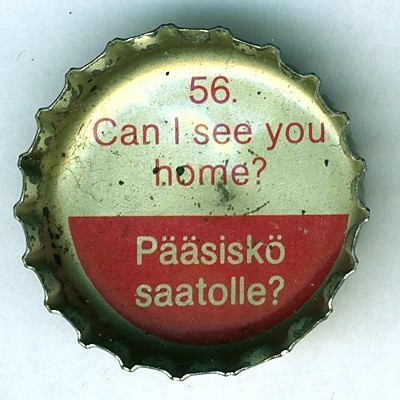 56.
Can I see you
home?
Pääsiskö
saatolle?